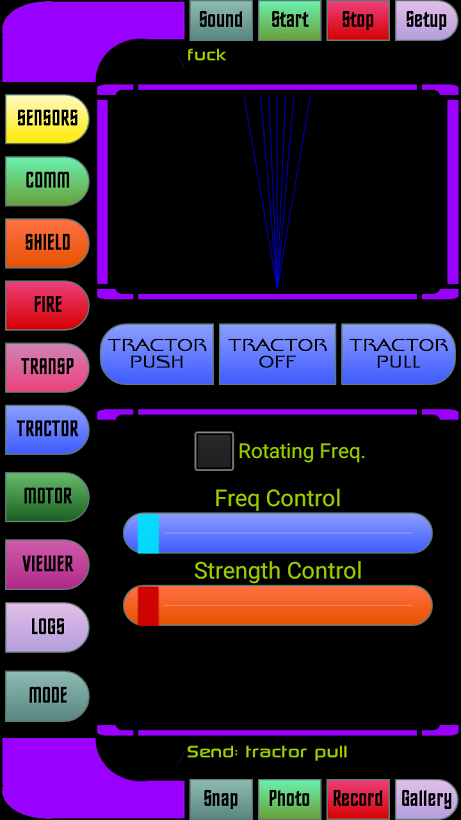 Sound Start Stop Setup
fuck
SENSORS
COMM
SHIELD
FIRE
TRACTOR PUSH
TRACTOR OFF
TRACTOR PULL
TRANSP
TRACTOR
Rotating Freq.
MOTOR
Freq Control
VIEWER
Strength Control
LOGS
MODE
Send: tractor pull
Snap Photo Record Gallery